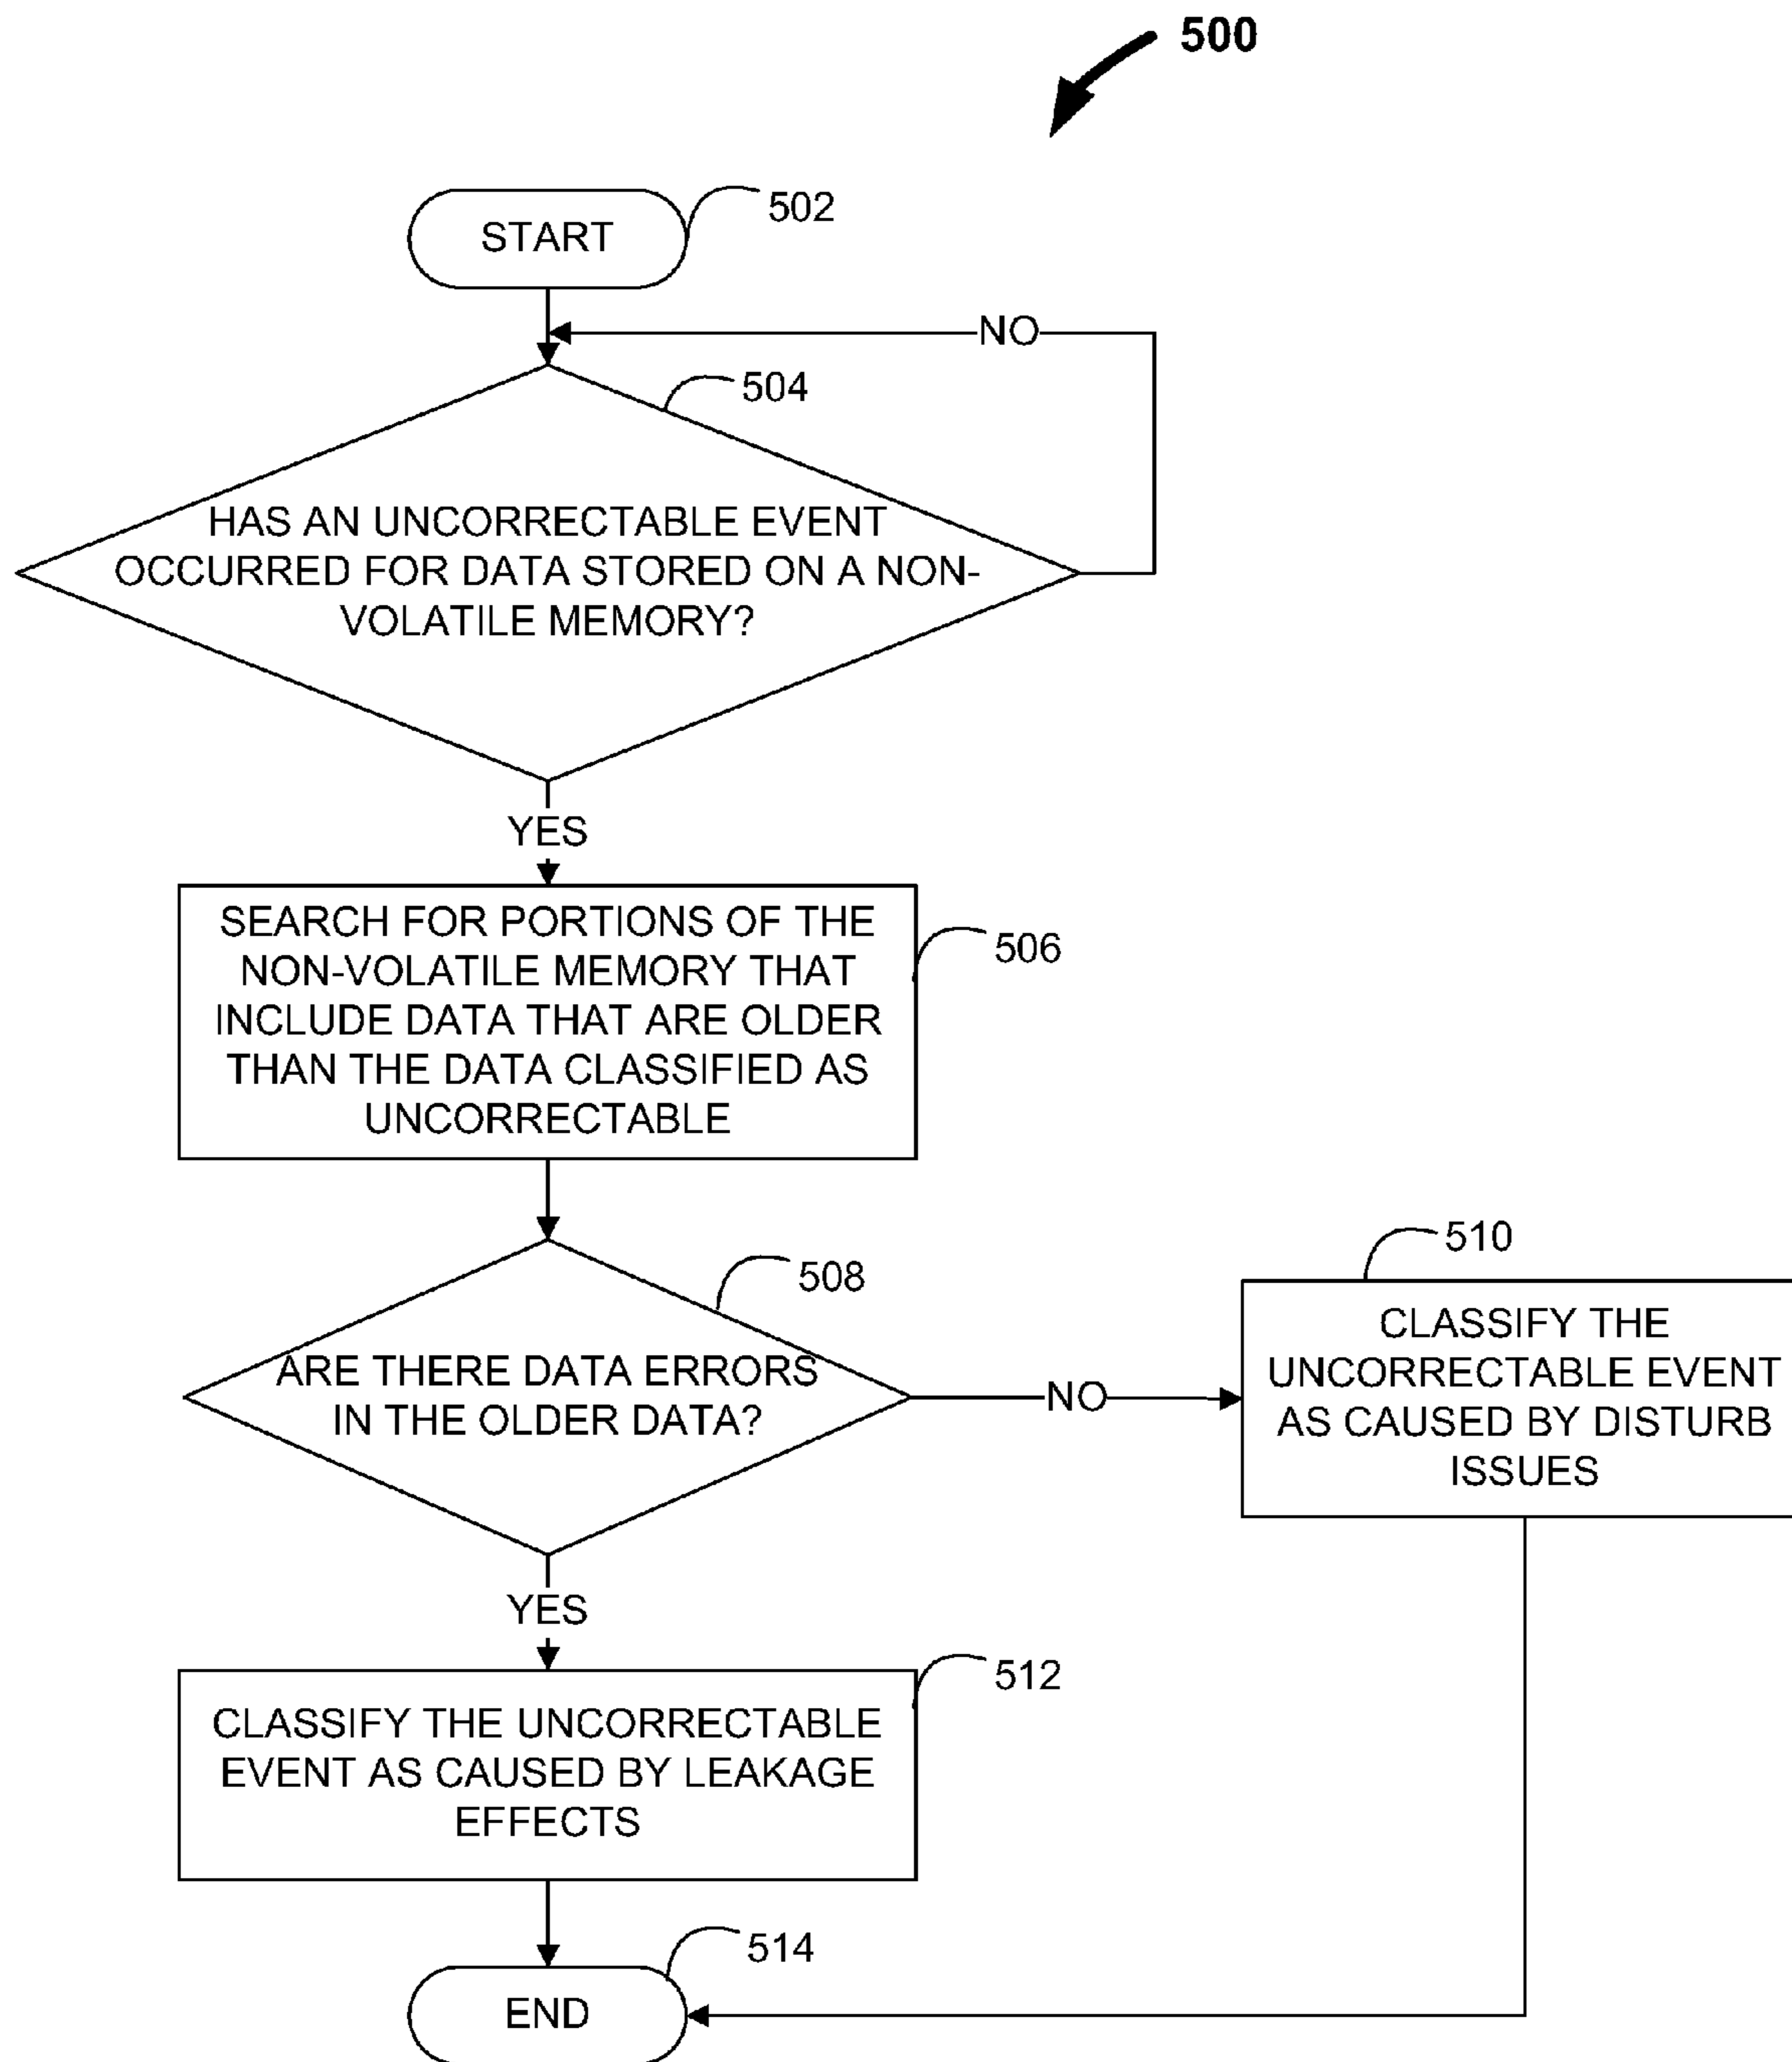 500
START
502
NO
504
HAS AN UNCORRECTABLE EVENT
OCCURRED FOR DATA STORED ON A NON-
VOLATILE MEMORY?
YES
SEARCH FOR PORTIONS OF THE
NON-VOLATILE MEMORY THAT
INCLUDE DATA THAT ARE OLDER
THAN THE DATA CLASSIFIED AS
UNCORRECTABLE
506
508
ARE THERE DATA ERRORS
IN THE OLDER DATA?
NO
510
CLASSIFY THE
UNCORRECTABLE EVENT
AS CAUSED BY DISTURB
ISSUES
YES
512
CLASSIFY THE UNCORRECTABLE
EVENT AS CAUSED BY LEAKAGE
EFFECTS
514
END